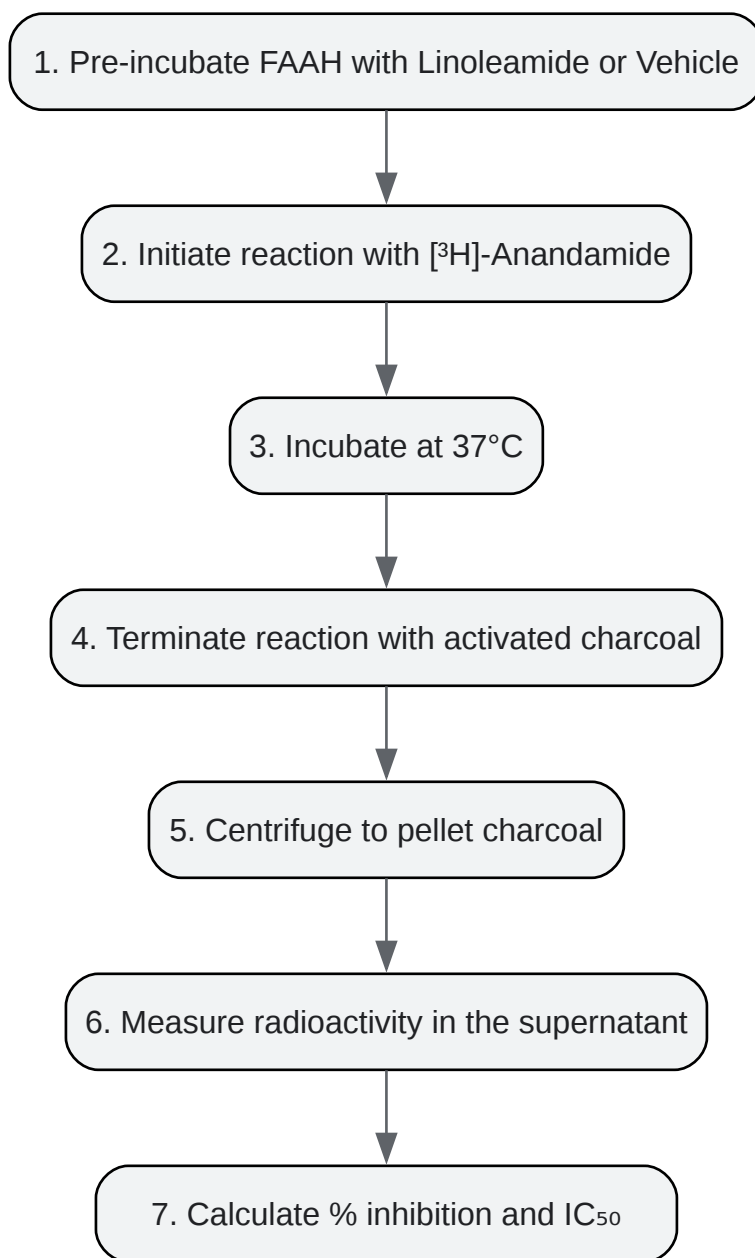 1. Pre-incubate FAAH with Linoleamide or Vehicle
2. Initiate reaction with [³H]-Anandamide
3. Incubate at 37°C
4. Terminate reaction with activated charcoal
5. Centrifuge to pellet charcoal
6. Measure radioactivity in the supernatant
7. Calculate % inhibition and IC₅₀